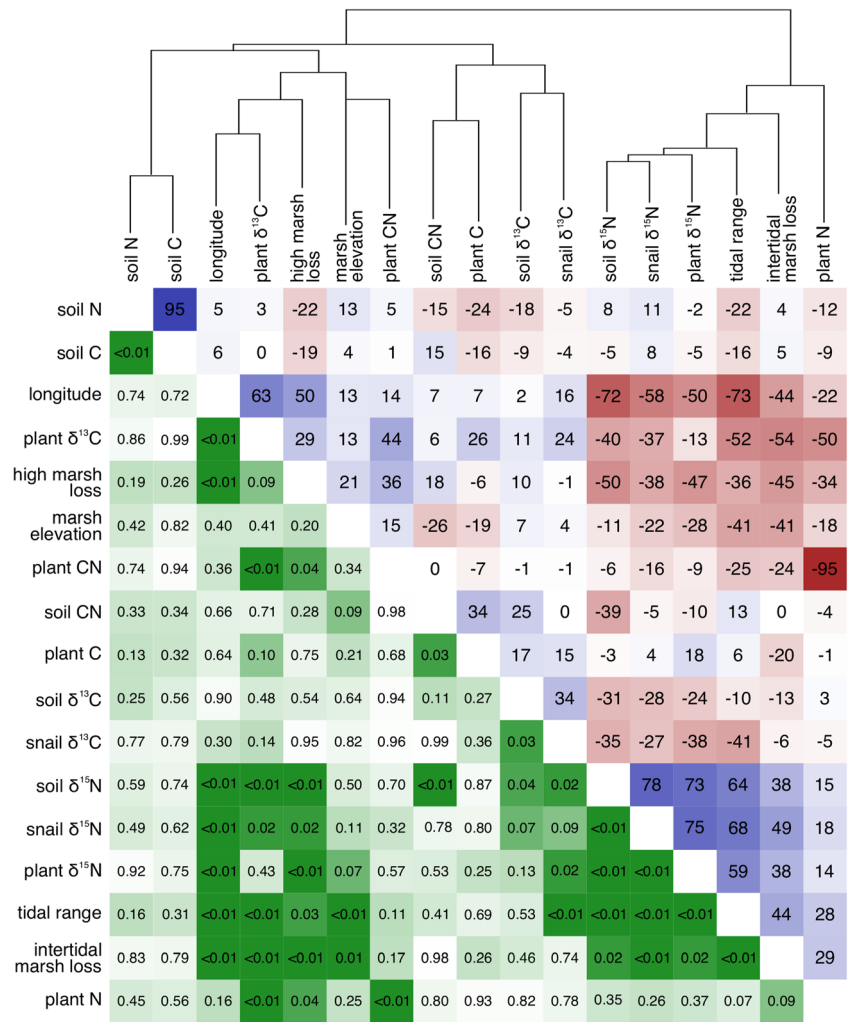 soil N
soil C
longitude
plant δ¹³C
high marsh
loss
marsh
elevation
plant CN
soil CN
plant C
soil δ¹³C
snail δ¹³C
soil δ¹⁵N
snail δ¹⁵N
plant δ¹⁵N
tidal range
intertidal
marsh loss
plant N
soil N 95 5 3 -22 13 5 -15 -24 -18 -5 8 11 -2 -22 4 -12
soil C <0.01 6 0 -19 4 1 15 -16 -9 -4 -5 8 -5 -16 5 -9
longitude 0.74 0.72 63 50 13 14 7 7 2 16 -72 -58 -50 -73 -44 -22
plant δ¹³C 0.86 0.99 <0.01 29 13 44 6 26 11 24 -40 -37 -13 -52 -54 -50
high marsh
loss 0.19 0.26 <0.01 0.09 21 36 18 -6 10 -1 -50 -38 -47 -36 -45 -34
marsh
elevation 0.42 0.82 0.40 0.41 0.20 15 -26 -19 7 4 -11 -22 -28 -41 -41 -18
plant CN 0.74 0.94 0.36 <0.01 0.04 0.34 0 -7 -1 -1 -6 -16 -9 -25 -24 -95
soil CN 0.33 0.34 0.66 0.71 0.28 0.09 0.98 34 25 0 -39 -5 -10 13 0 -4
plant C 0.13 0.32 0.64 0.10 0.75 0.21 0.68 0.03 17 15 -3 4 18 6 -20 -1
soil δ¹³C 0.25 0.56 0.90 0.48 0.54 0.64 0.94 0.11 0.27 34 -31 -28 -24 -10 -13 3
snail δ¹³C 0.77 0.79 0.30 0.14 0.95 0.82 0.96 0.99 0.36 0.03 -35 -27 -38 -41 -6 -5
soil δ¹⁵N 0.59 0.74 <0.01 <0.01 <0.01 0.50 0.70 <0.01 0.87 0.04 0.02 78 73 64 38 15
snail δ¹⁵N 0.49 0.62 <0.01 0.02 0.02 0.11 0.32 0.78 0.80 0.07 0.09 <0.01 75 68 49 18
plant δ¹⁵N 0.92 0.75 <0.01 0.43 <0.01 0.07 0.57 0.53 0.25 0.13 0.02 <0.01 <0.01 59 38 14
tidal range 0.16 0.31 <0.01 <0.01 0.03 <0.01 0.11 0.41 0.69 0.53 <0.01 <0.01 <0.01 <0.01 44 28
intertidal
marsh loss 0.83 0.79 <0.01 <0.01 <0.01 0.01 0.17 0.98 0.26 0.46 0.74 0.02 <0.01 0.02 <0.01 29
plant N 0.45 0.56 0.16 <0.01 0.04 0.25 <0.01 0.80 0.93 0.82 0.78 0.35 0.26 0.37 0.07 0.09